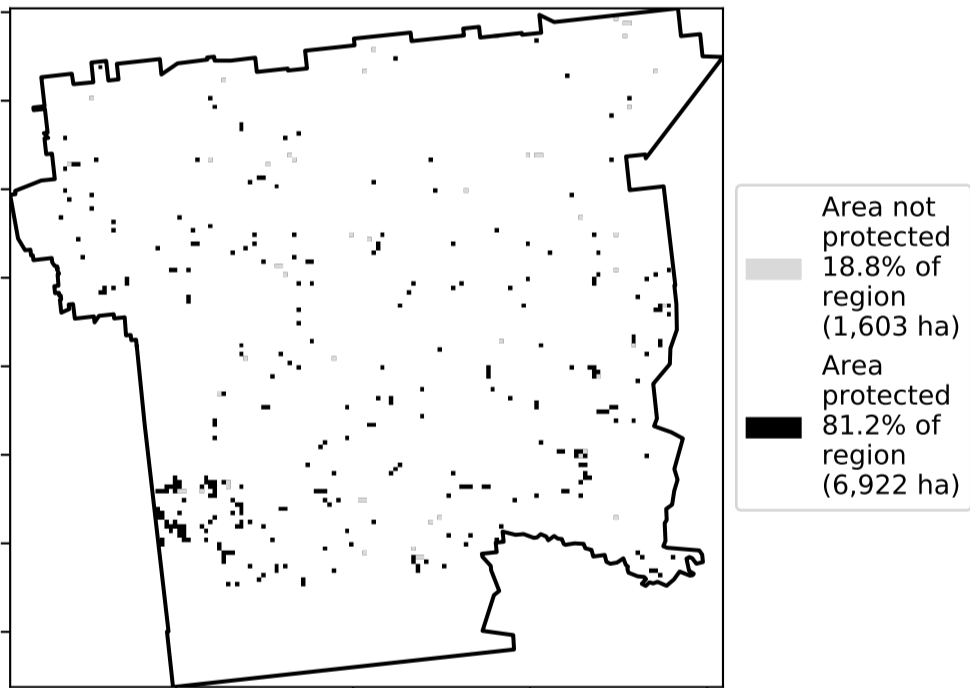 Area not
protected
18.8% of
region
(1,603 ha)
Area
protected
81.2% of
region
(6,922 ha)